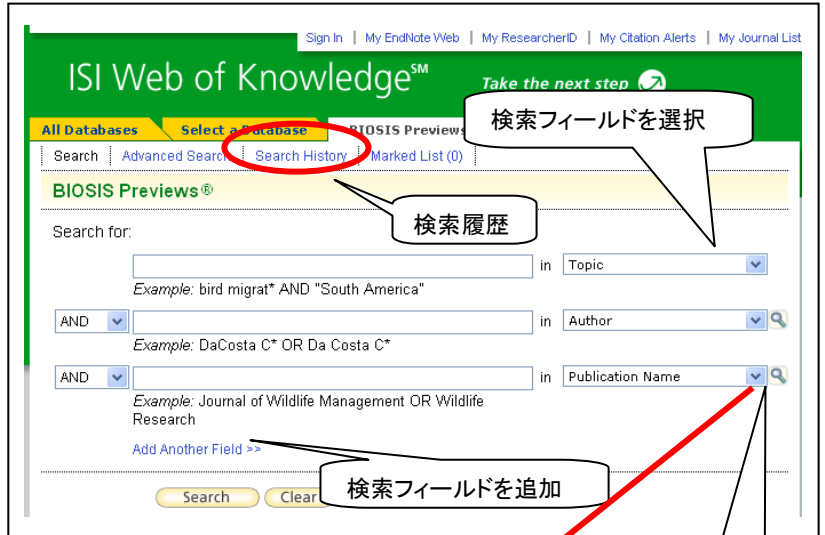 Sign In | My EndNote Web | My ResearcherID | My Citation Alerts | My Journal List
ISI Web of Knowledge℠ Take the next step
検索フィールドを選択
All Databases Select a Database BIOSIS Previews
Search Advanced Search Search History Marked List (0)
BIOSIS Previews®
検索履歴
Search for:
in Topic
Example: bird migrat* AND "South America"
AND in Author
Example: DaCosta C* OR Da Costa C*
AND in Publication Name
Example: Journal of Wildlife Management OR Wildlife
Research
Add Another Field >>
検索フィールドを追加
Search Clear